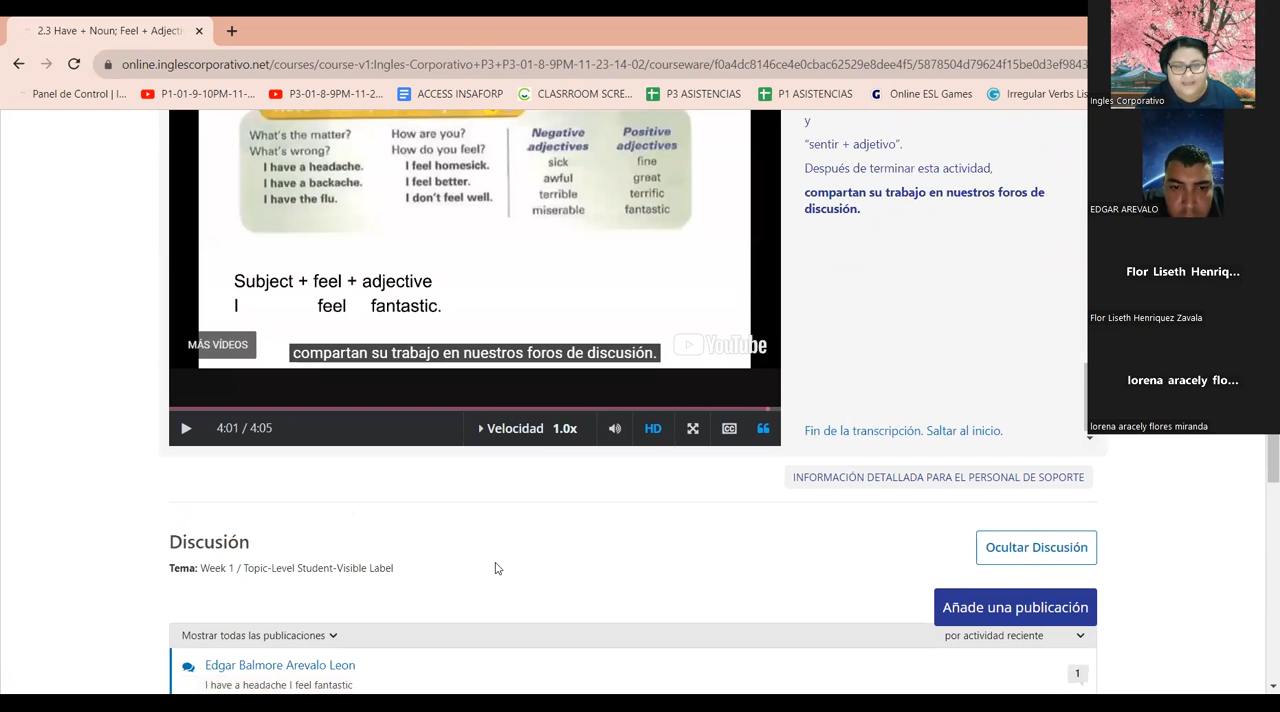 2.3 Have + Noun; Feel + Adjecti
online.inglescorporativo.net/courses/course-v1:Ingles-Corporativo+P3+P3-01-8-9PM-11-23-14-02/courseware/f0a4dc8146ce4e0cbac62529e8dee4f5/5878504d79624f15be0d3ef9843
Panel de Control | I...
P1-01-9-10PM-11-...
P3-01-8-9PM-11-2...
ACCESS INSAFORP
CLASRROOM SCRE...
P3 ASISTENCIAS
P1 ASISTENCIAS
Online ESL Games
Irregular Verbs Lis
Ingles Corporativo
EDGAR AREVALO
Flor Liseth Henriq...
Flor Liseth Henriquez Zavala
lorena aracely flo...
lorena aracely flores miranda
What's the matter?
What's wrong?
I have a headache.
I have a backache.
I have the flu.
How are you?
How do you feel?
I feel homesick.
I feel better.
I don't feel well.
Negative
adjectives
sick
awful
terrible
miserable
Positive
adjectives
fine
great
terrific
fantastic
Subject + feel + adjective
I feel fantastic.
MÁS VÍDEOS
YouTube
compartan su trabajo en nuestros foros de discusión.
4:01 / 4:05
Velocidad 1.0x
HD
CC
y
“sentir + adjetivo”.
Después de terminar esta actividad,
compartan su trabajo en nuestros foros de
discusión.
Fin de la transcripción. Saltar al inicio.
INFORMACIÓN DETALLADA PARA EL PERSONAL DE SOPORTE
Discusión
Ocultar Discusión
Tema: Week 1 / Topic-Level Student-Visible Label
Añade una publicación
Mostrar todas las publicaciones
por actividad reciente
Edgar Balmore Arevalo Leon
I have a headache I feel fantastic
1